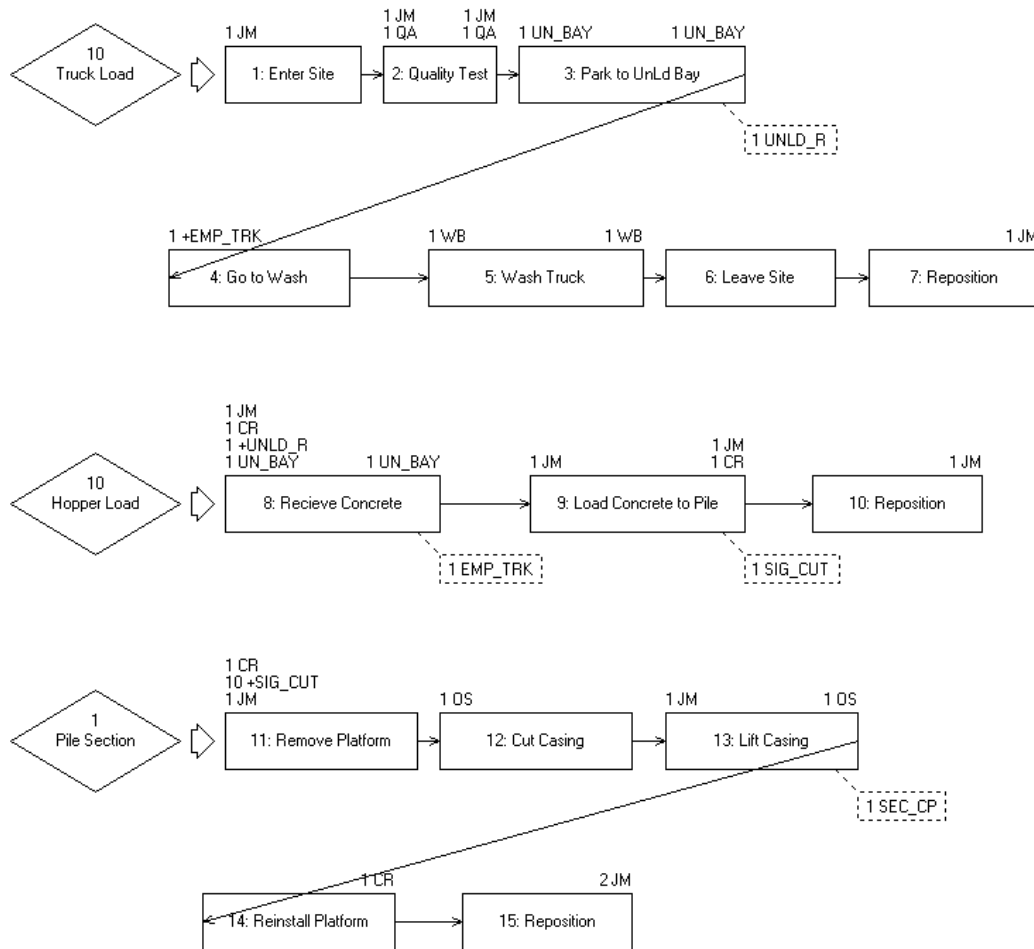 10
Truck Load
1 JM
1: Enter Site
1 JM
1 QA
1 JM
1 QA
2: Quality Test
1 UN_BAY
1 UN_BAY
3: Park to UnLd Bay
1 UNLD_R
1 +EMP_TRK
4: Go to Wash
1 WB
1 WB
5: Wash Truck
6: Leave Site
1 JM
7: Reposition
10
Hopper Load
1 JM
1 CR
1 +UNLD_R
1 UN_BAY
1 UN_BAY
8: Recieve Concrete
1 EMP_TRK
1 JM
1 JM
1 CR
9: Load Concrete to Pile
1 SIG_CUT
1 JM
10: Reposition
1
Pile Section
1 CR
10 +SIG_CUT
1 JM
11: Remove Platform
1 OS
12: Cut Casing
1 JM
1 OS
13: Lift Casing
1 SEC_CP
1 CR
14: Reinstall Platform
2 JM
15: Reposition